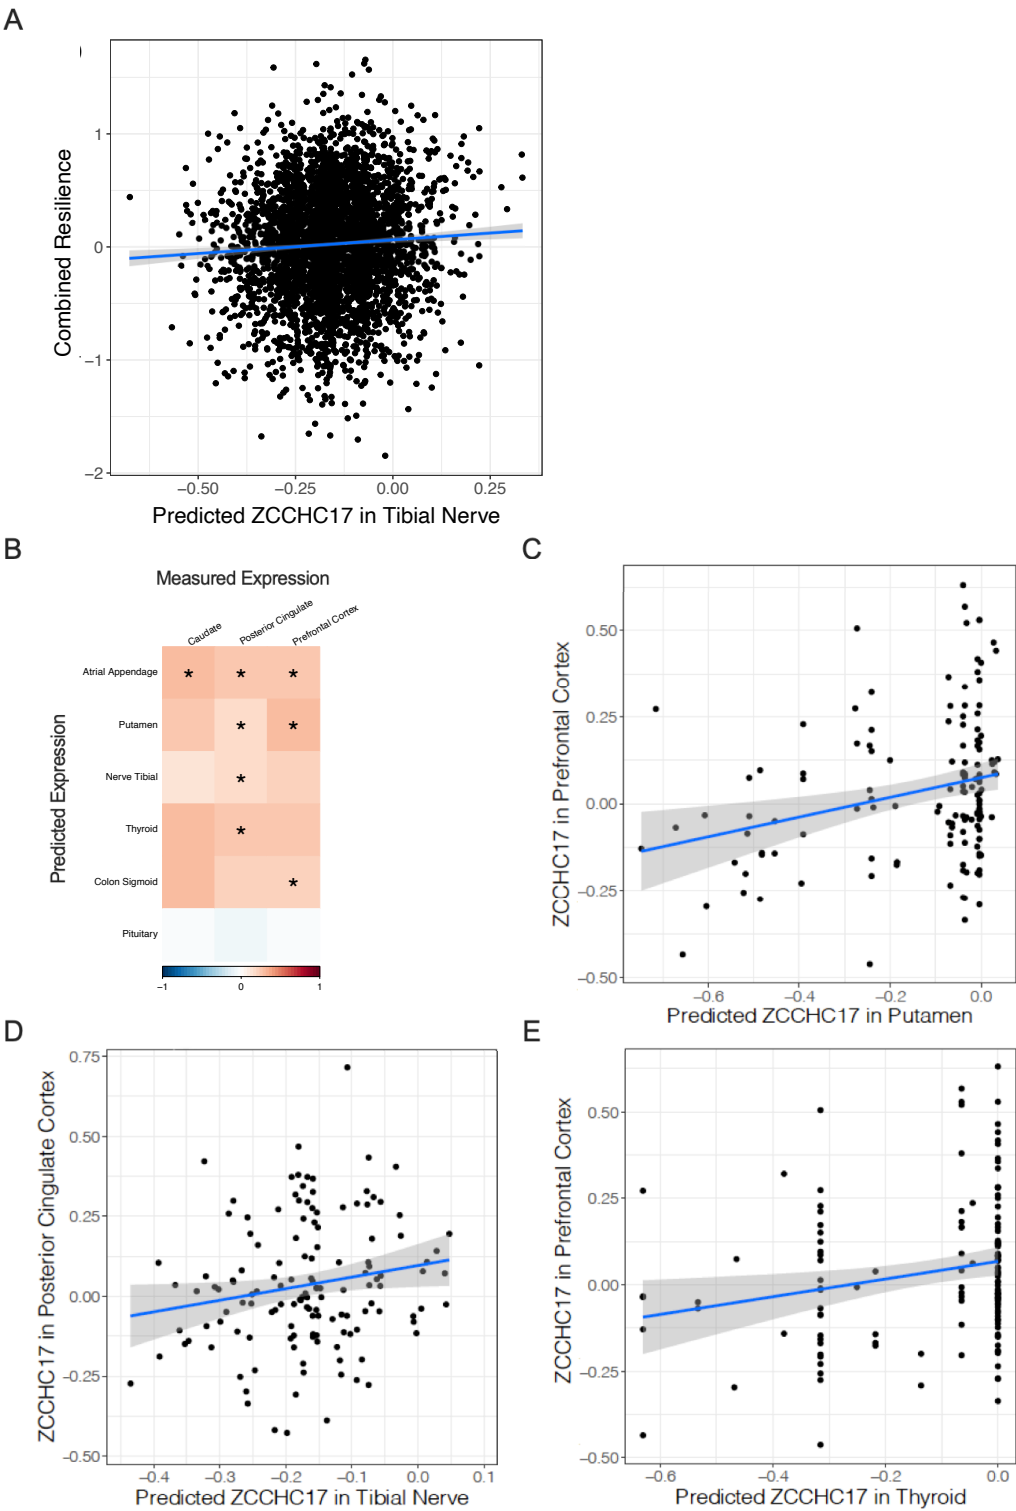 A
Combined Resilience
1
0
−1
−2
−0.50
−0.25
0.00
0.25
Predicted ZCCHC17 in Tibial Nerve
B
Measured Expression
Caudate
Posterior Cingulate
Prefrontal Cortex
Predicted Expression
Atrial Appendage
* * *
Putamen
* *
Nerve Tibial
*
Thyroid
*
Colon Sigmoid
*
Pituitary
−1
0
1
C
ZCCHC17 in Prefrontal Cortex
0.50
0.25
0.00
−0.25
−0.50
−0.6
−0.4
−0.2
0.0
Predicted ZCCHC17 in Putamen
D
ZCCHC17 in Posterior Cingulate Cortex
0.75
0.50
0.25
0.00
−0.25
−0.50
−0.4
−0.3
−0.2
−0.1
0.0
0.1
Predicted ZCCHC17 in Tibial Nerve
E
ZCCHC17 in Prefrontal Cortex
0.50
0.25
0.00
−0.25
−0.50
−0.6
−0.4
−0.2
0.0
Predicted ZCCHC17 in Thyroid